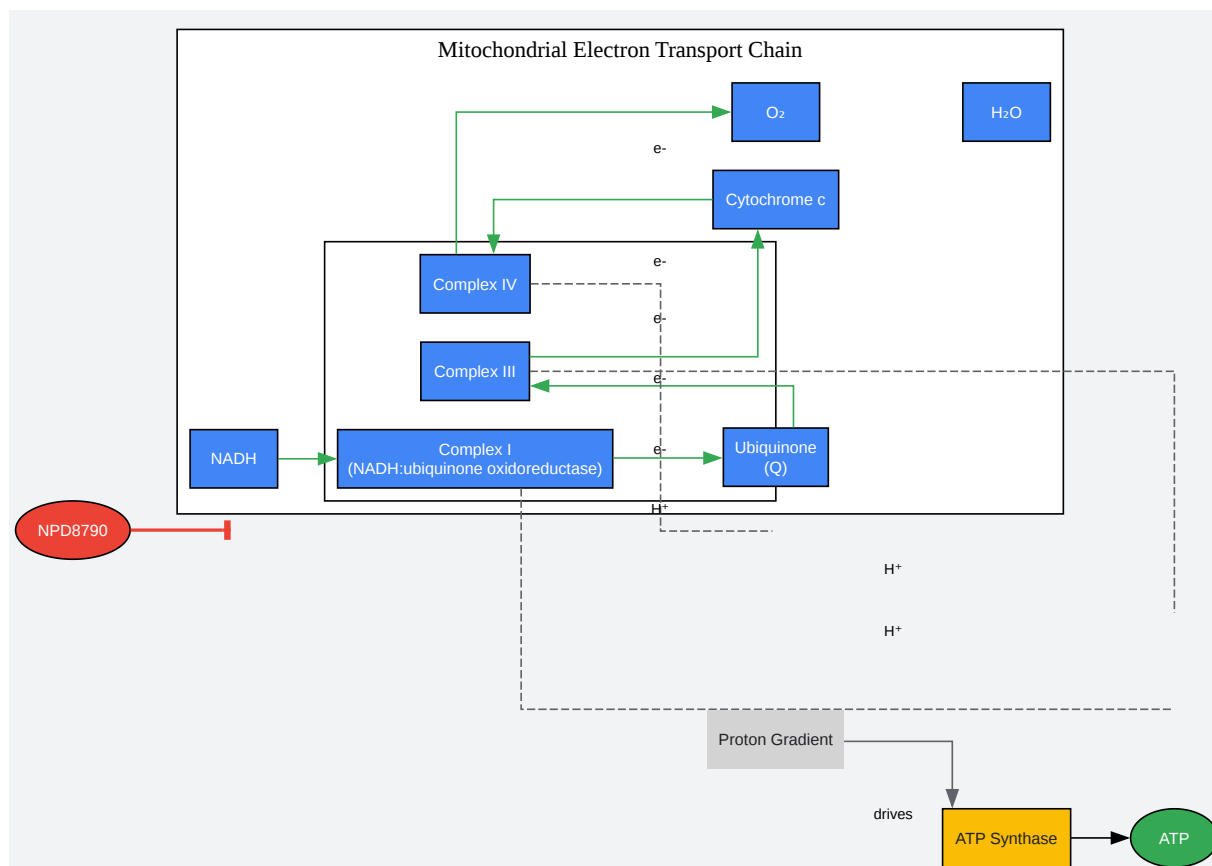 Mitochondrial Electron Transport Chain
O₂
H₂O
e-
Cytochrome c
e-
Complex IV
e-
Complex III
e-
NADH
Complex I
(NADH:ubiquinone oxidoreductase)
e-
Ubiquinone
(Q)
H⁺
NPD8790
H⁺
H⁺
Proton Gradient
drives
ATP Synthase
ATP